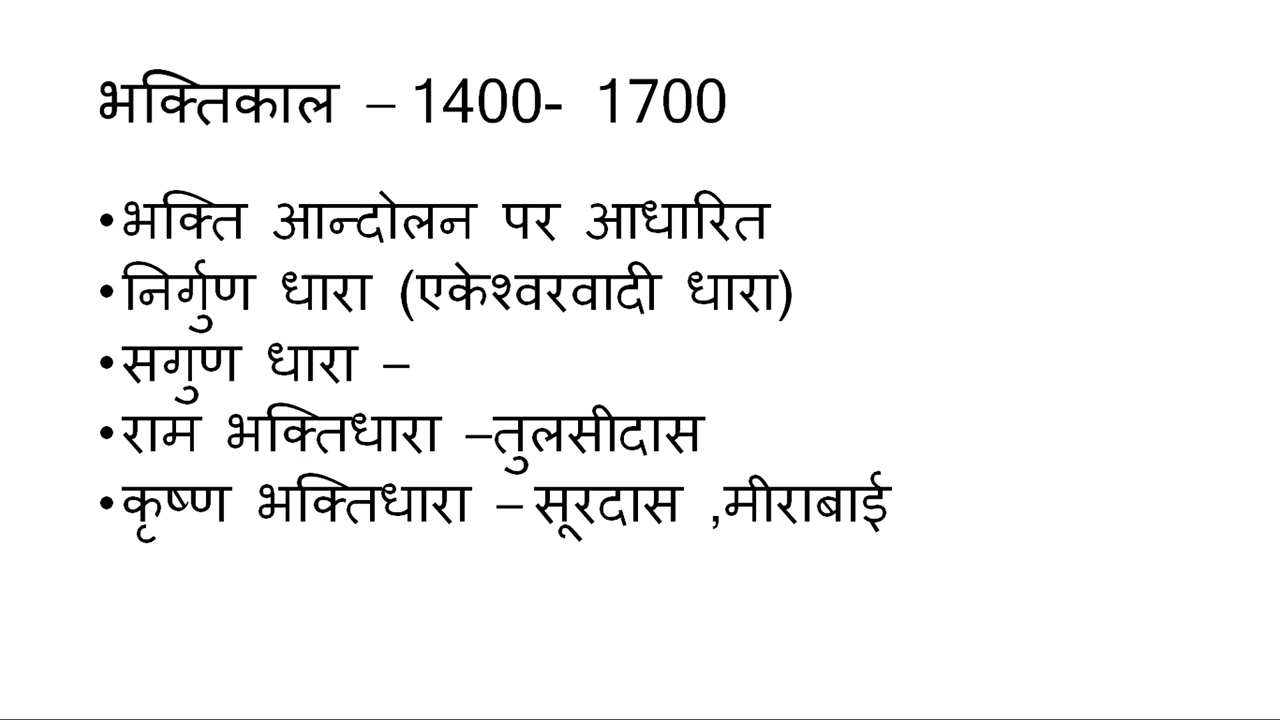 भक्तिकाल – 1400- 1700
•भक्ति आन्दोलन पर आधारित
•निर्गुण धारा (एकेश्वरवादी धारा)
•सगुण धारा –
•राम भक्तिधारा –तुलसीदास
•कृष्ण भक्तिधारा – सूरदास ,मीराबाई